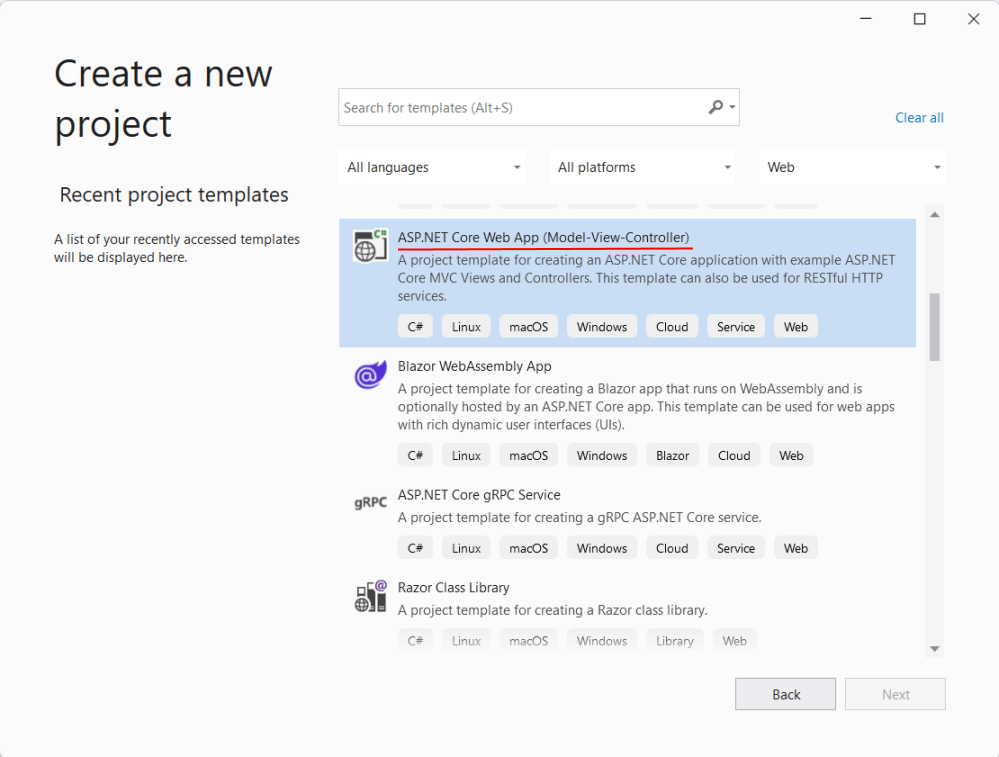 Create a new
project
Search for templates (Alt+S)
Clear all
All languages
All platforms
Web
Recent project templates
A list of your recently accessed templates
will be displayed here.
C#
ASP.NET Core Web App (Model-View-Controller)
A project template for creating an ASP.NET Core application with example ASP.NET
Core MVC Views and Controllers. This template can also be used for RESTful HTTP
services.
C# Linux macOS Windows Cloud Service Web
@
Blazor WebAssembly App
A project template for creating a Blazor app that runs on WebAssembly and is
optionally hosted by an ASP.NET Core app. This template can be used for web apps
with rich dynamic user interfaces (UIs).
C# Linux macOS Windows Blazor Cloud Web
gRPC
ASP.NET Core gRPC Service
A project template for creating a gRPC ASP.NET Core service.
C# Linux macOS Windows Cloud Service Web
@
Razor Class Library
A project template for creating a Razor class library.
C# Linux macOS Windows Library Web
Back
Next